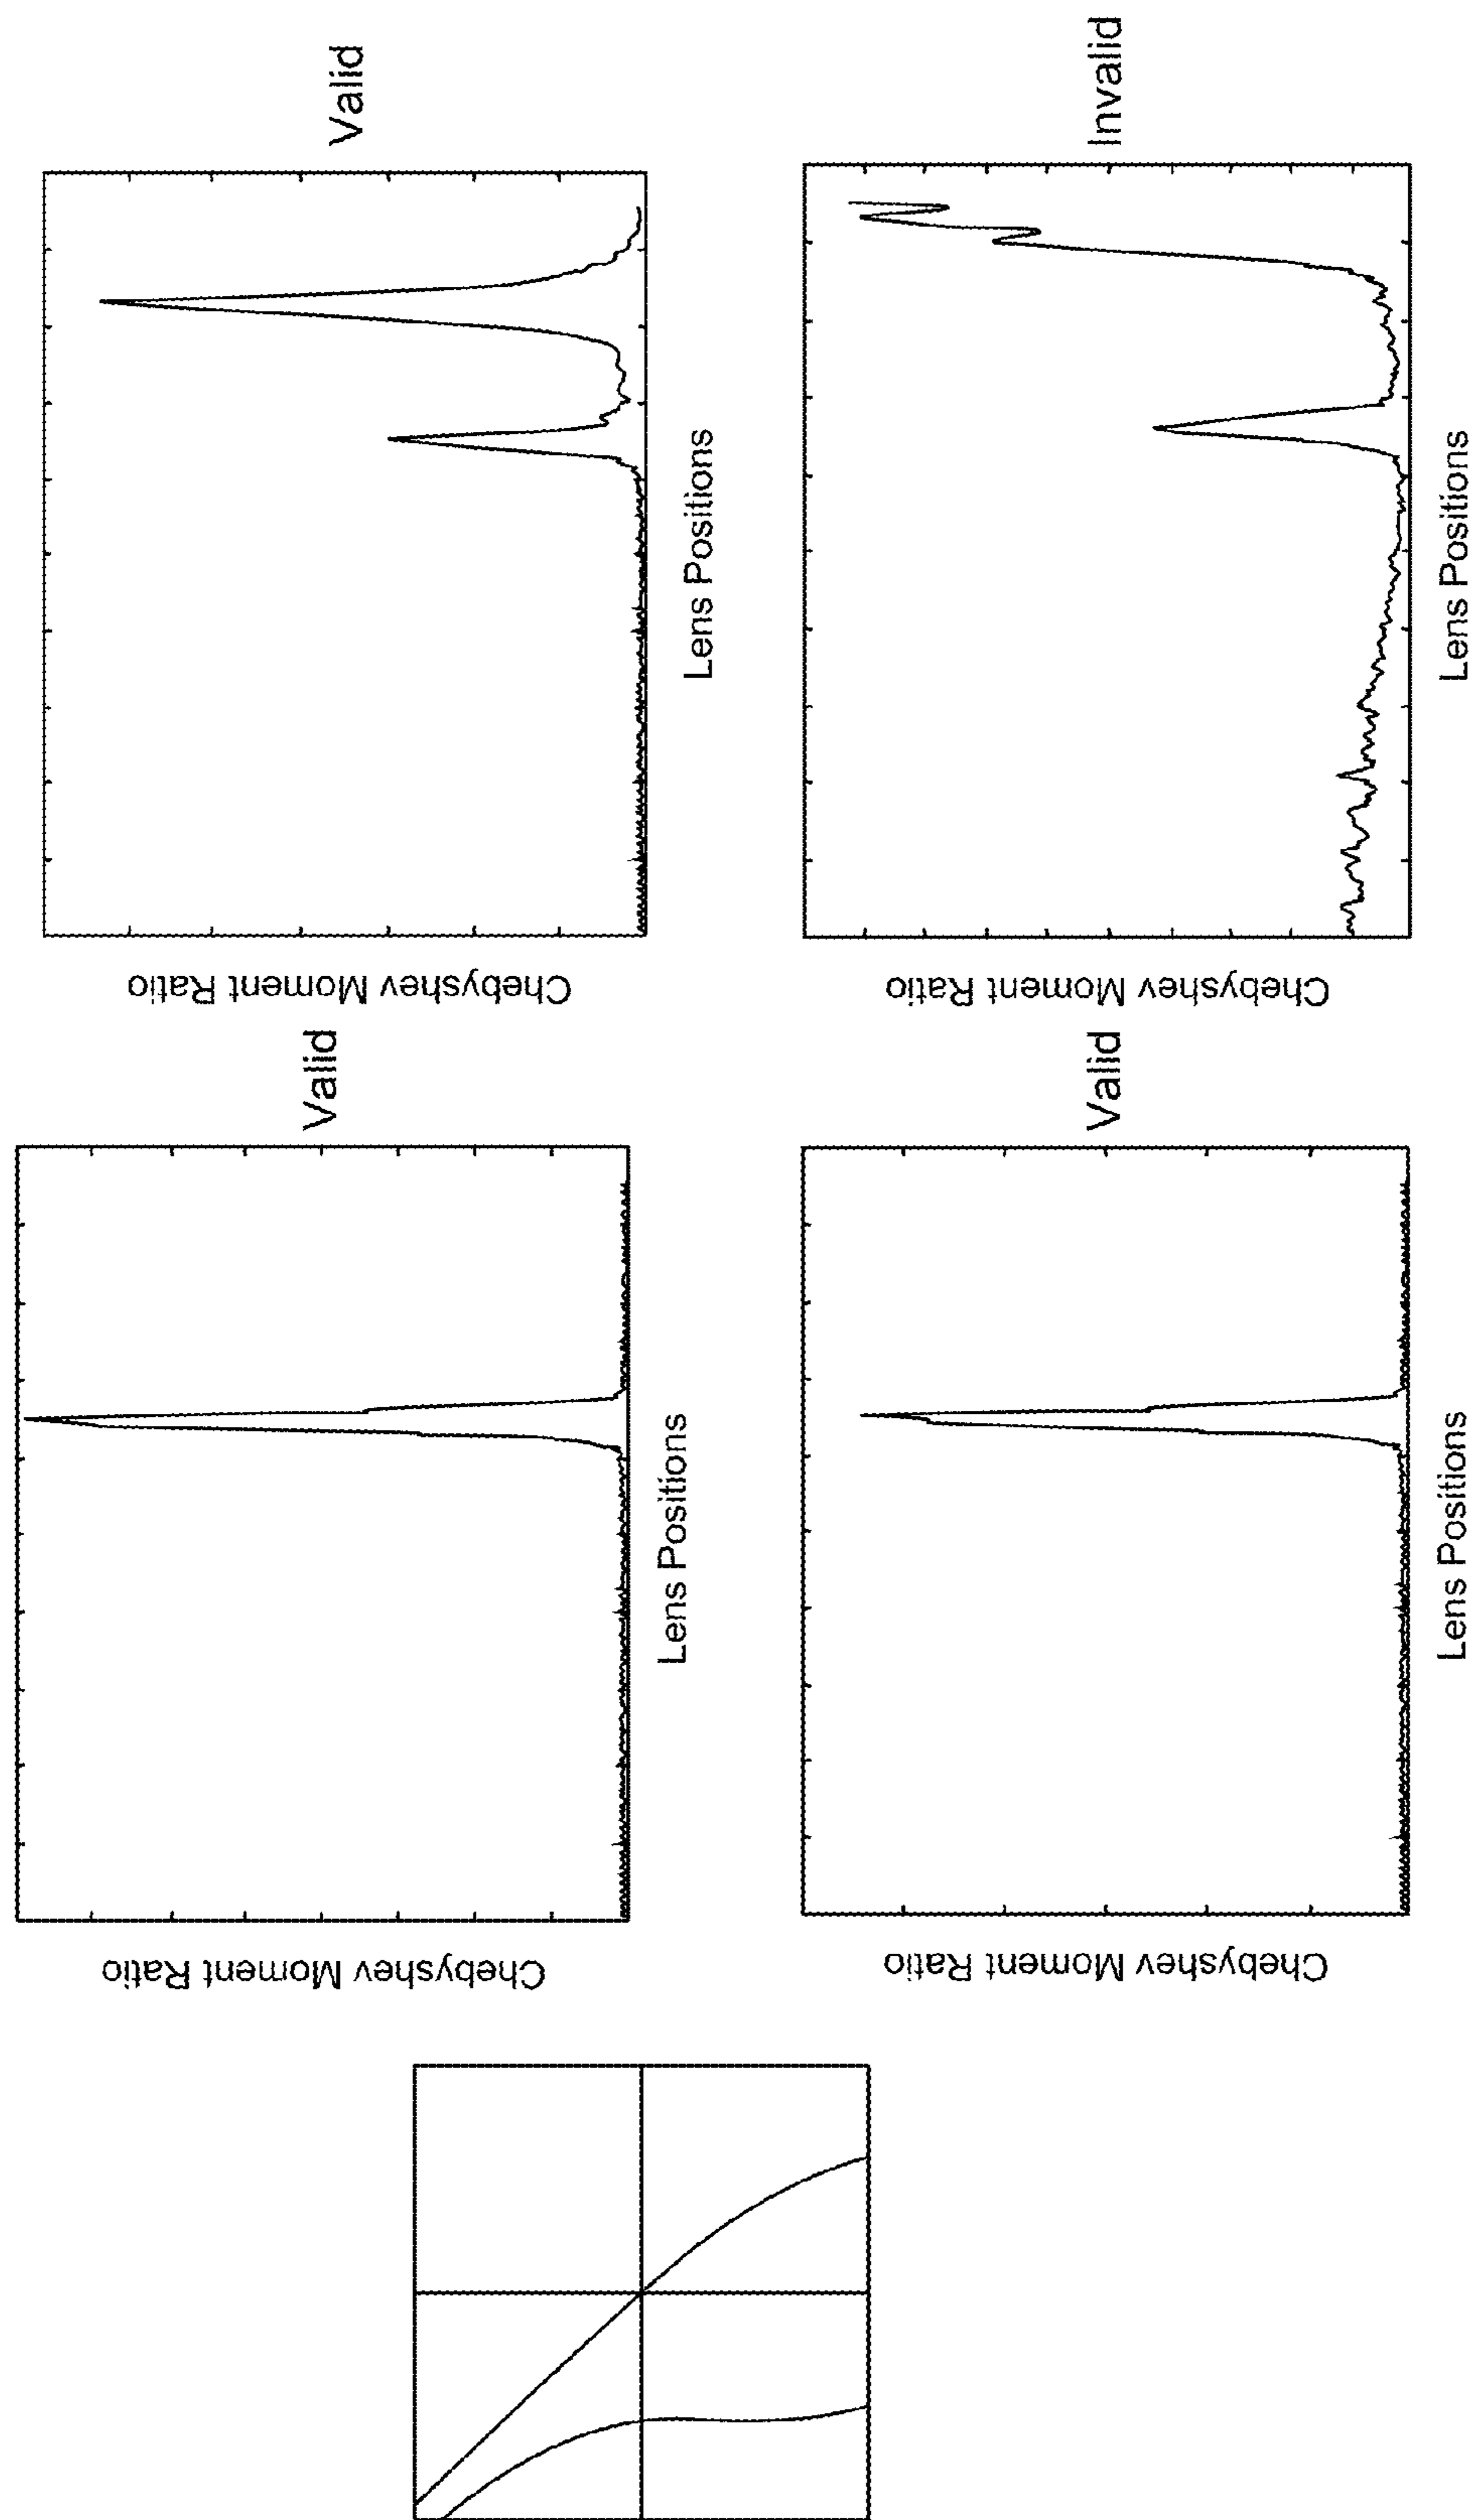 Valid
Chebyshev Moment Ratio
Lens Positions
Valid
Chebyshev Moment Ratio
Lens Positions
Valid
Chebyshev Moment Ratio
Lens Positions
Invalid
Chebyshev Moment Ratio
Lens Positions